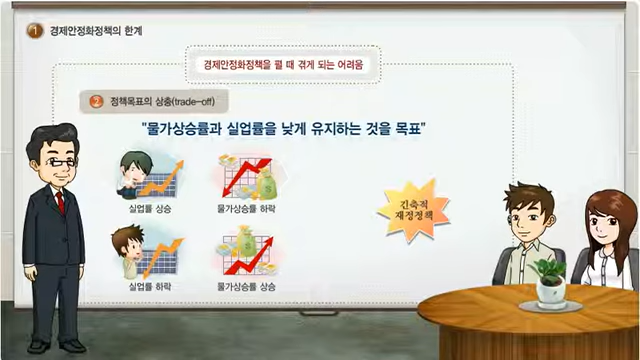 1 경제안정화정책의 한계
경제안정화정책을 펼 때 겪게 되는 어려움
2 정책목표의 상충(trade-off)
"물가상승률과 실업률을 낮게 유지하는 것을 목표"
실업률 상승
물가상승률 하락
긴축적
재정정책
실업률 하락
물가상승률 상승